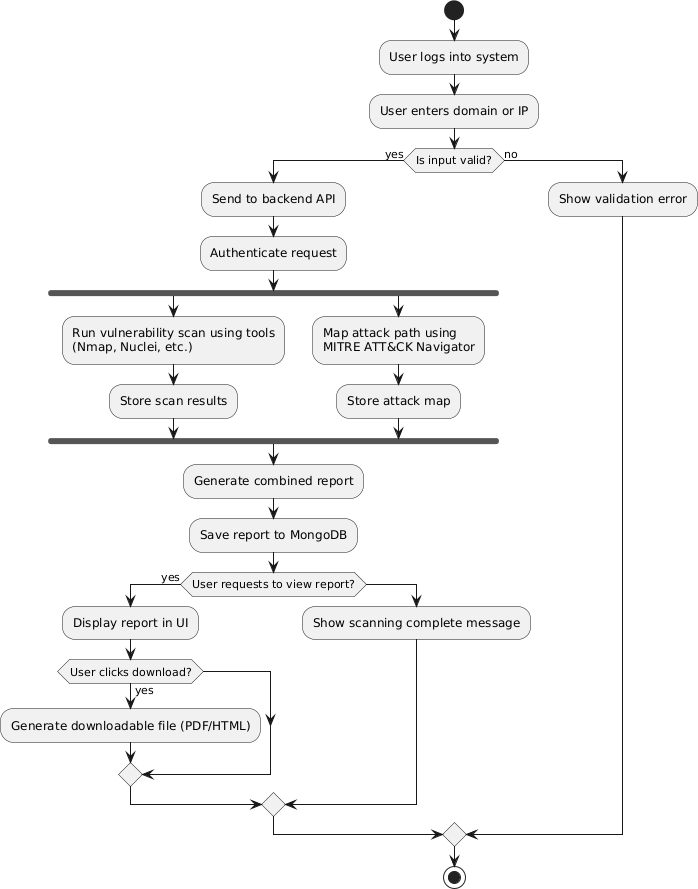 User logs into system
User enters domain or IP
yes
Is input valid?
no
Send to backend API
Show validation error
Authenticate request
Run vulnerability scan using tools
(Nmap, Nuclei, etc.)
Map attack path using
MITRE ATT&CK Navigator
Store scan results
Store attack map
Generate combined report
Save report to MongoDB
yes
User requests to view report?
Display report in UI
Show scanning complete message
User clicks download?
yes
Generate downloadable file (PDF/HTML)